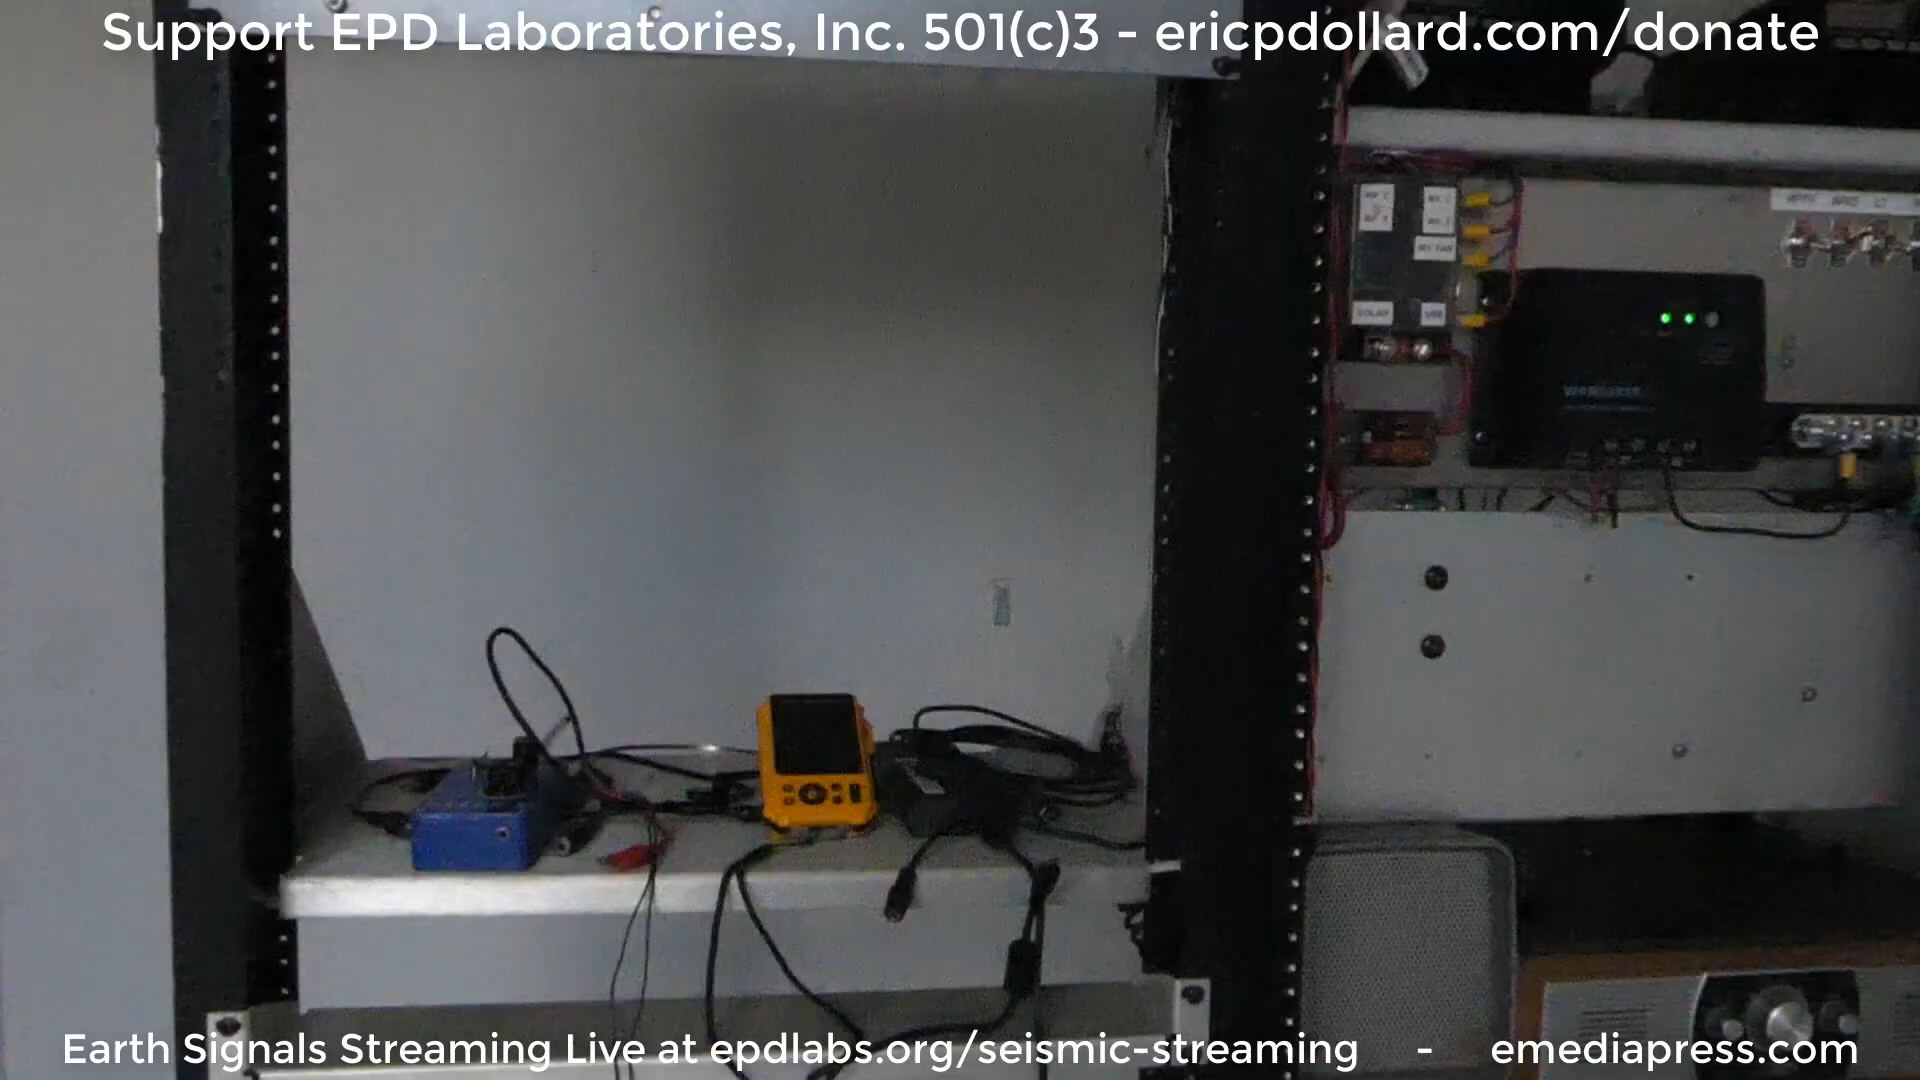 Support EPD Laboratories, Inc. 501(c)3 - ericpdollard.com/donate
SOLAR
Earth Signals Streaming Live at epdlabs.org/seismic-streaming - emediapress.com